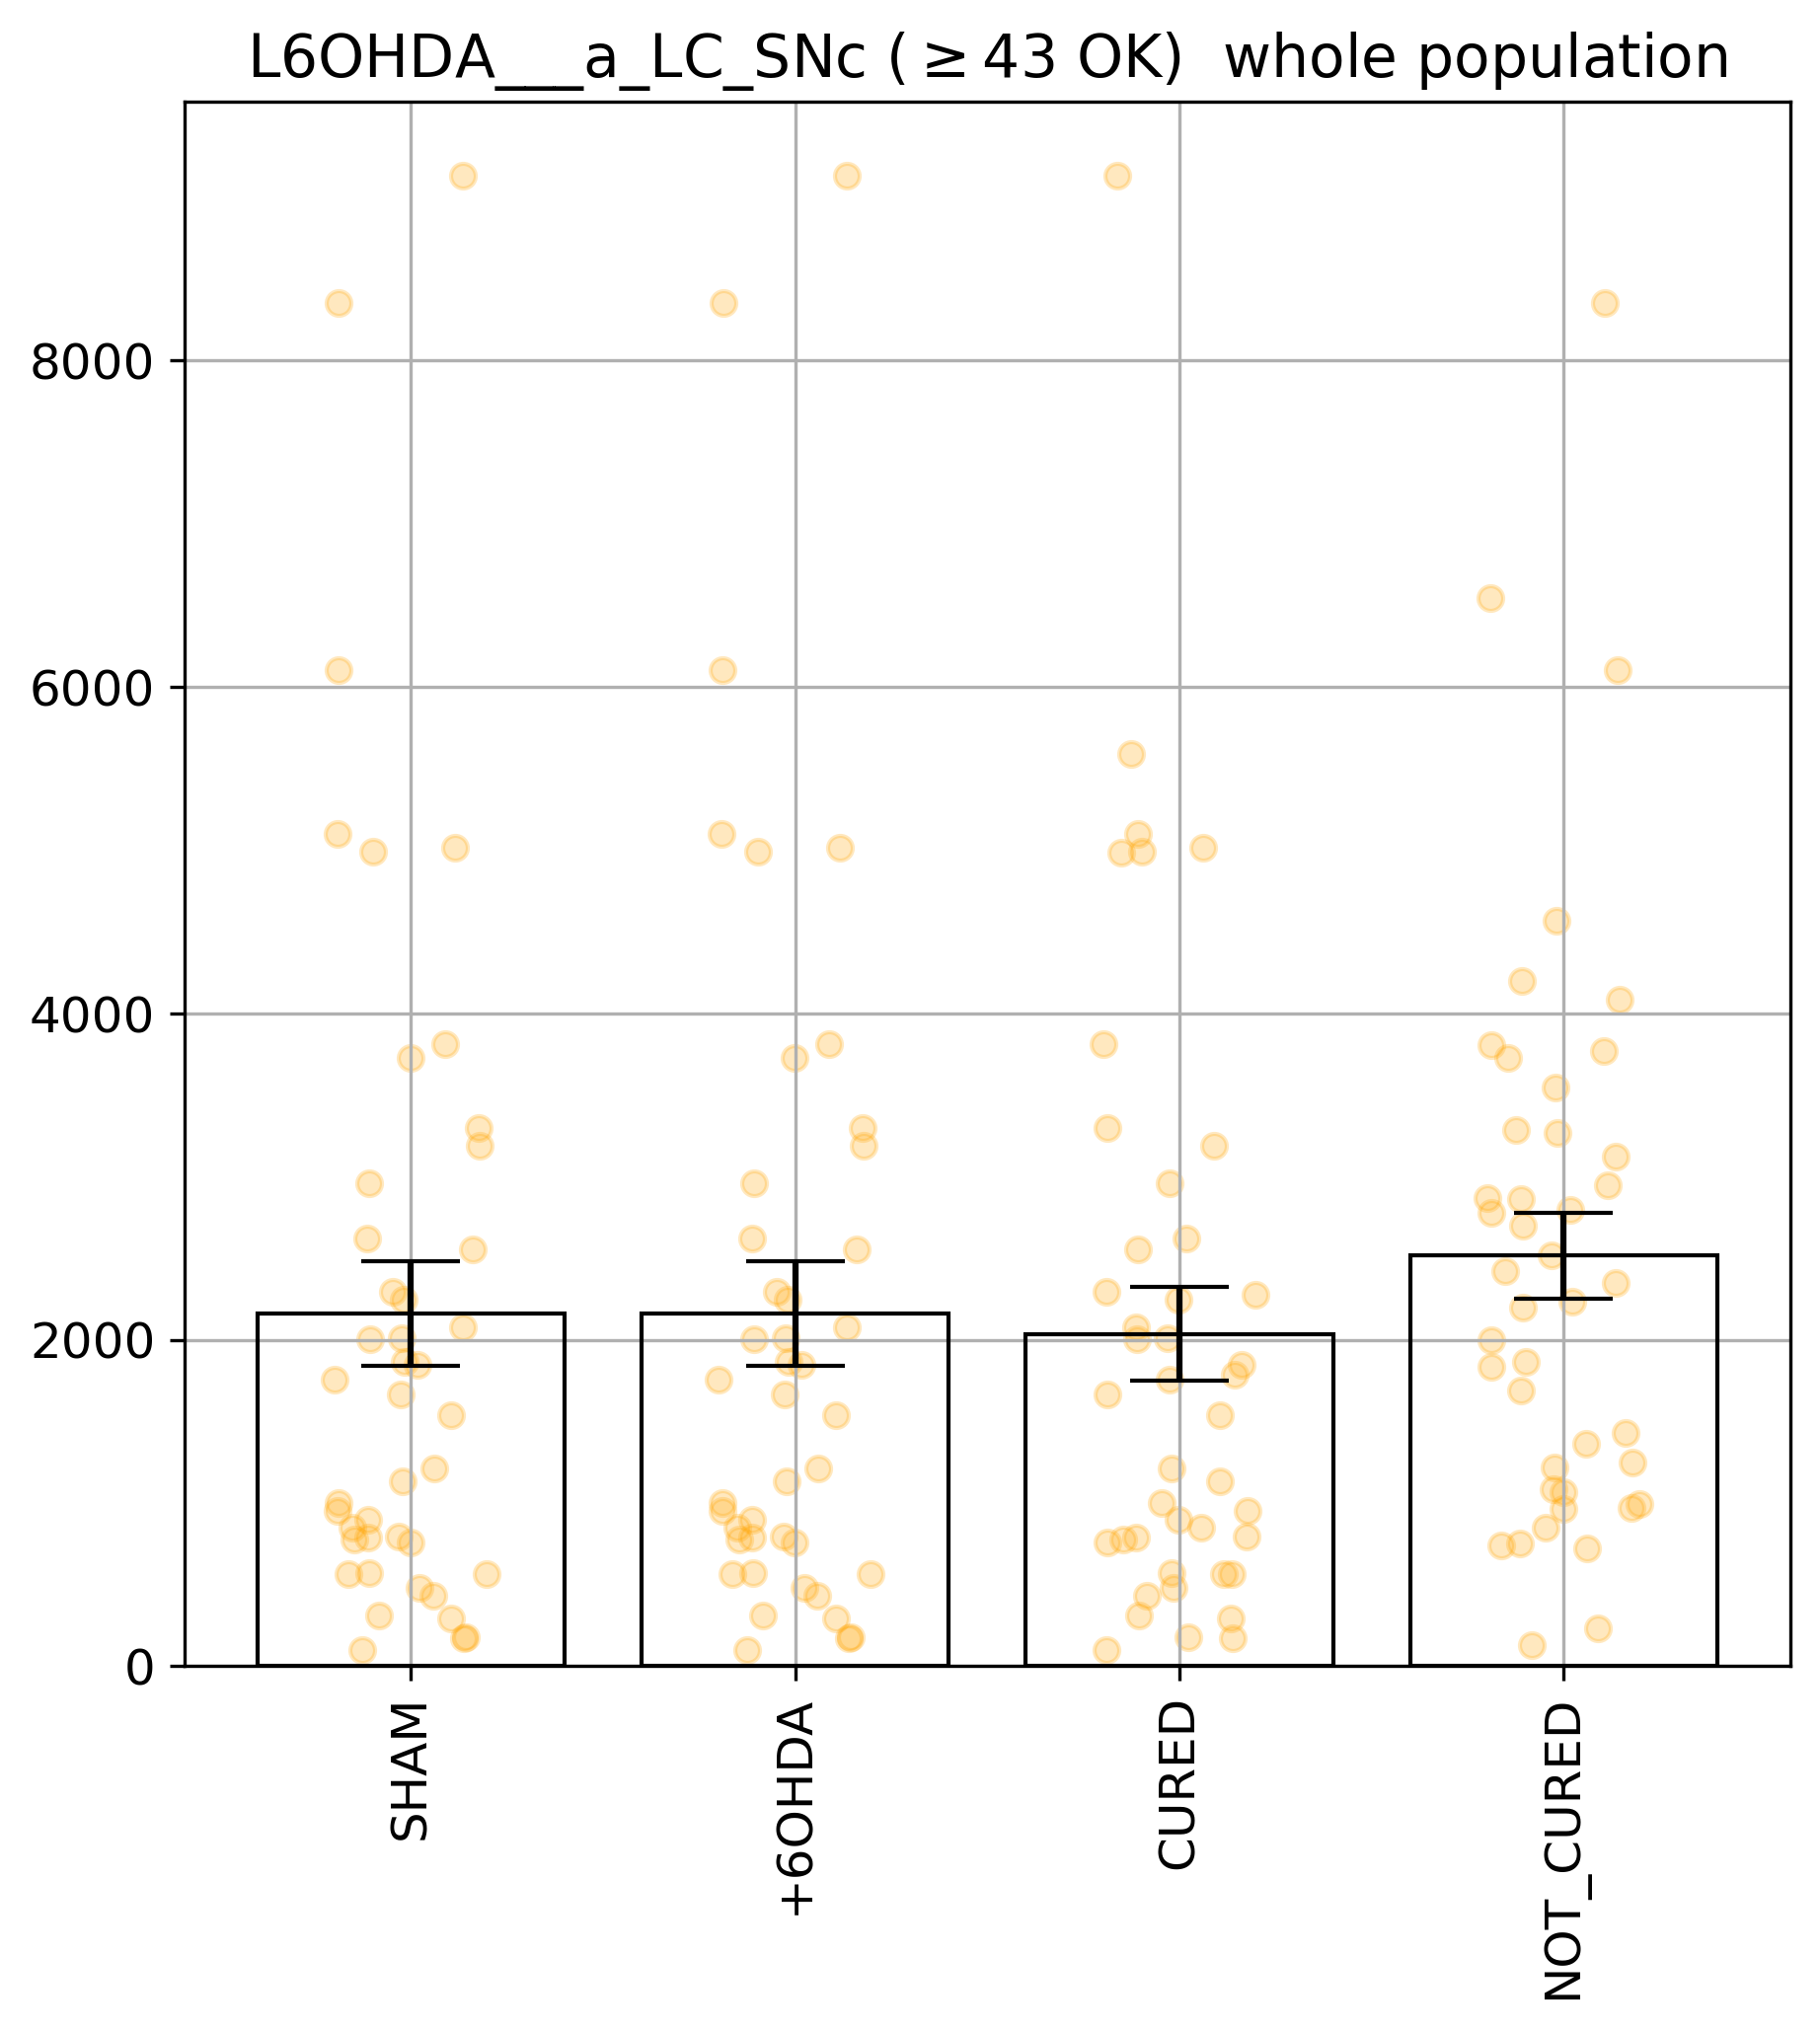 L6OHDA___a_LC_SNc ( ≥ 43 OK)  whole population
8000
6000
4000
2000
0
SHAM
+6OHDA
CURED
NOT_CURED